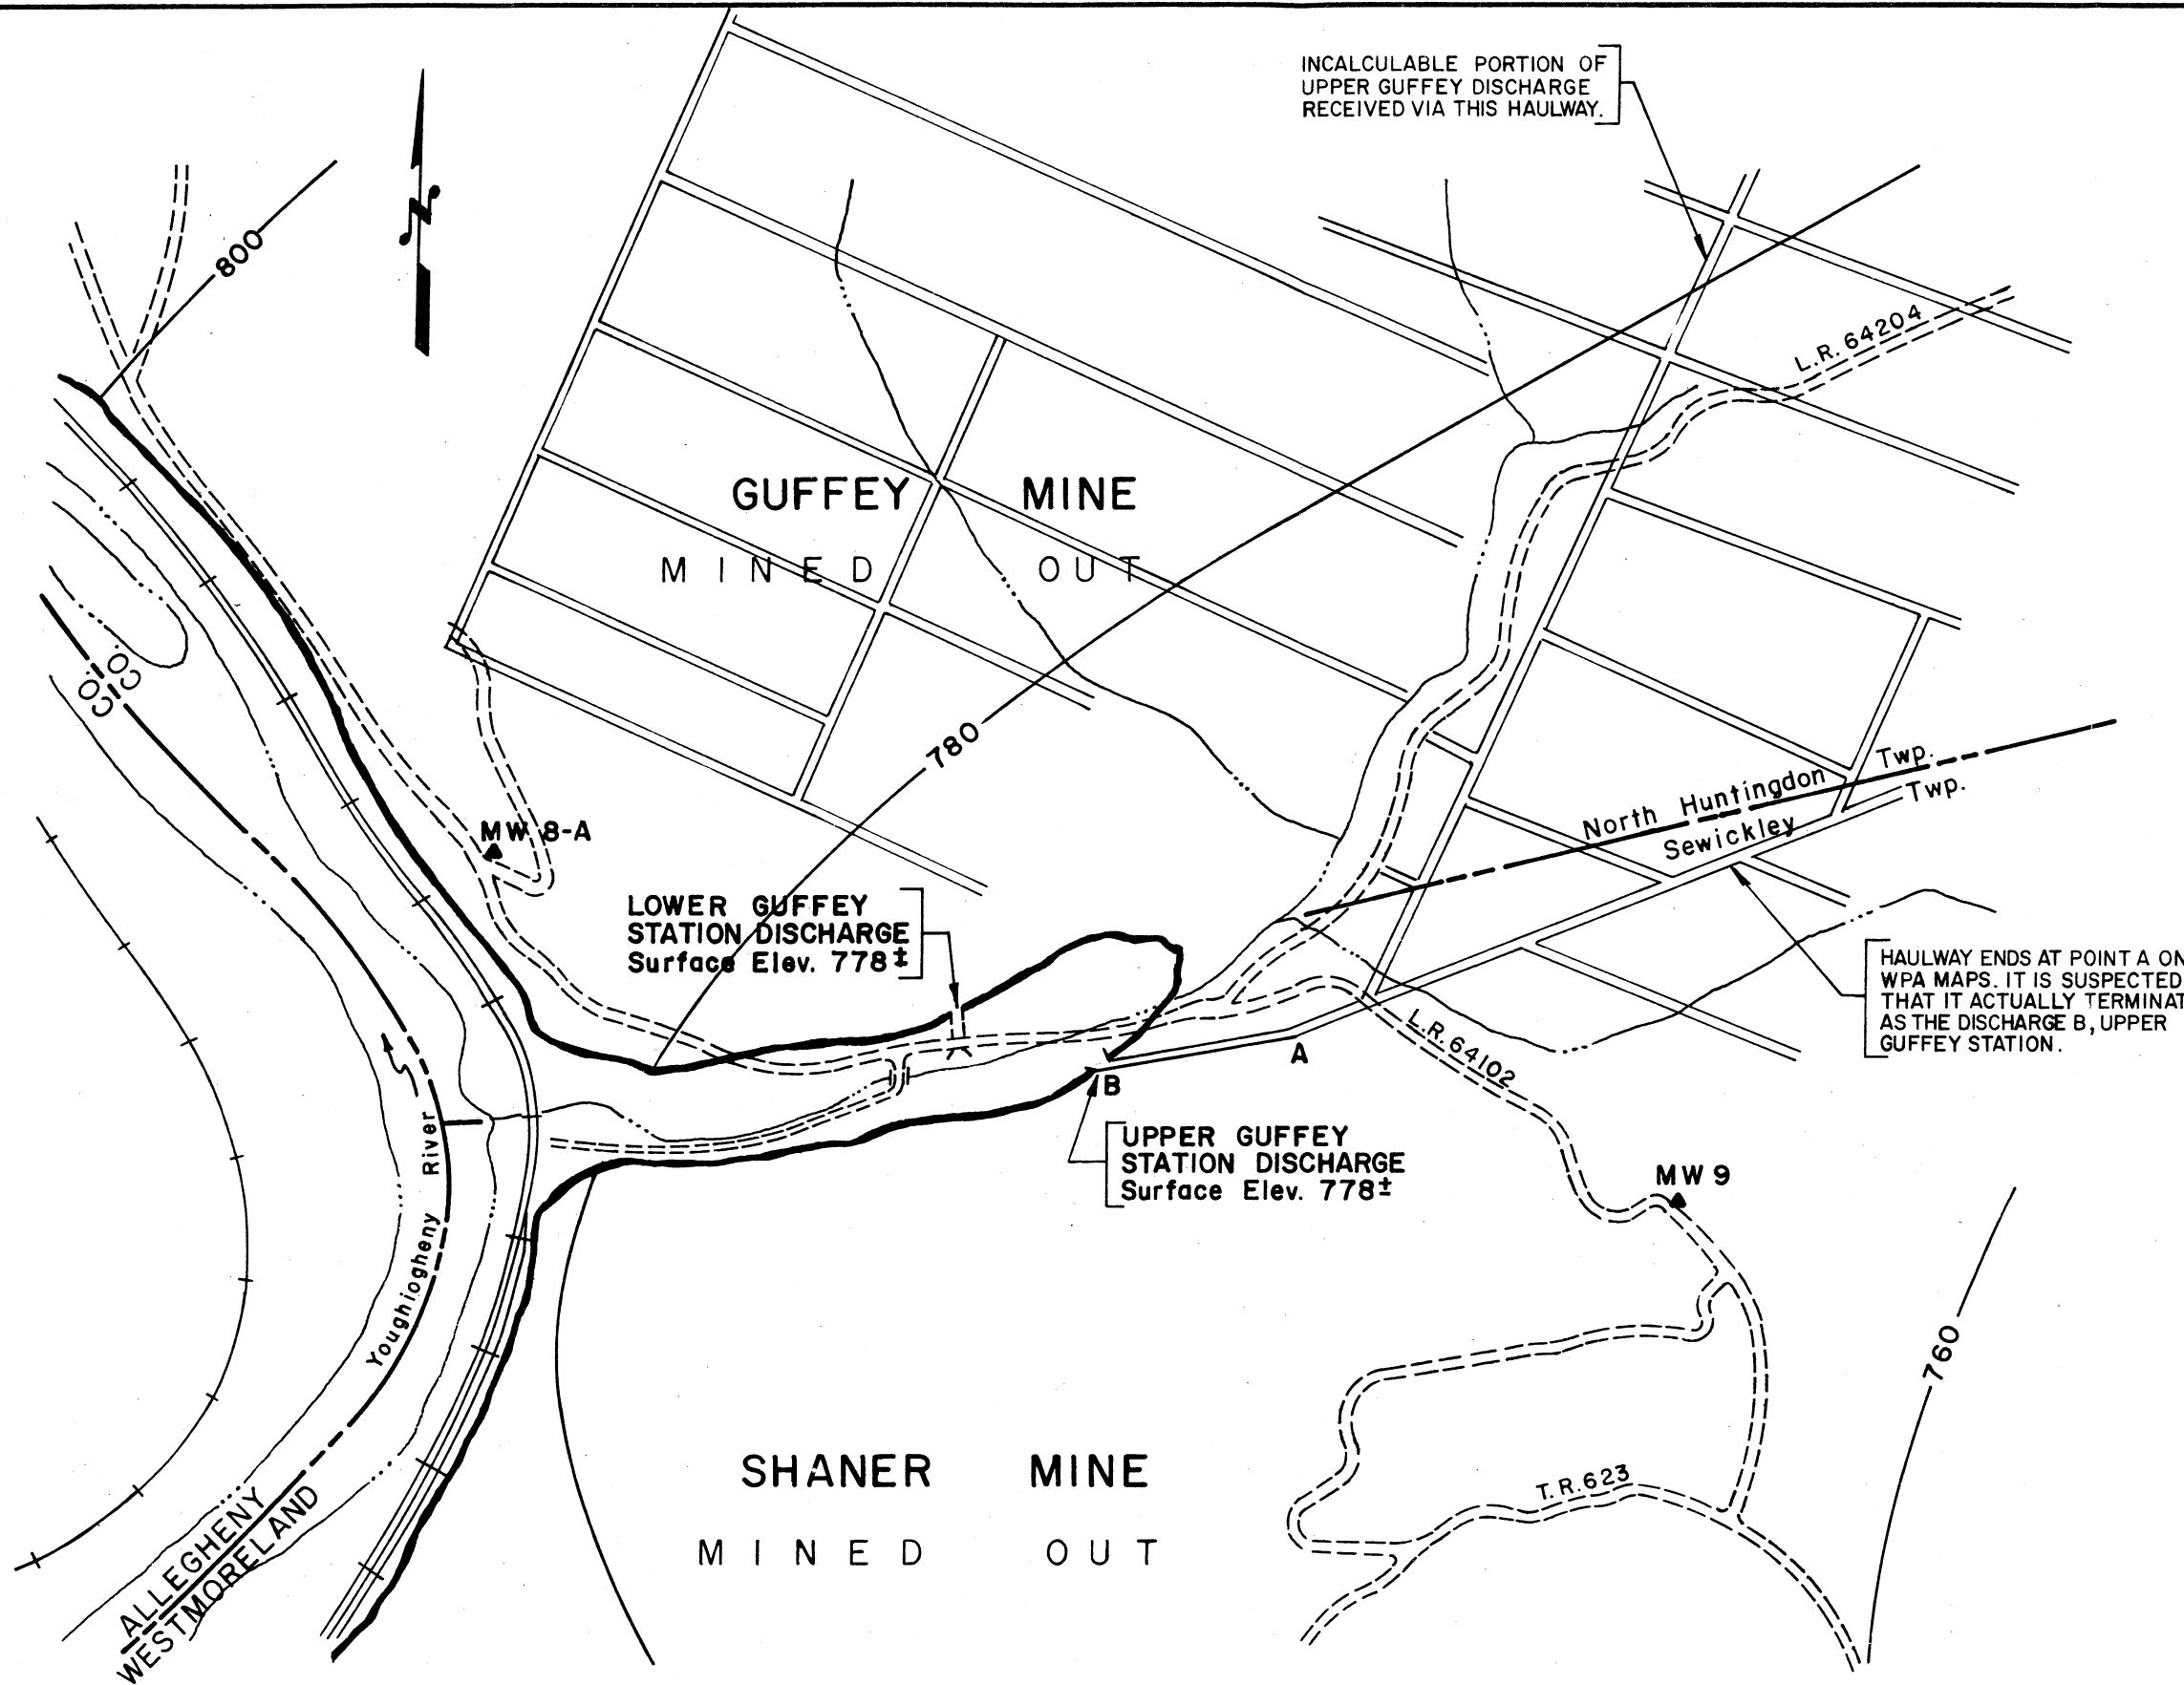 INCALCULABLE PORTION OF
UPPER GUFFEY DISCHARGE
RECEIVED VIA THIS HAULWAY.
N
800
L.R. 64204
GUFFEY MINE
MINED OUT
CO.
CO.
780
North Huntingdon Twp.
Sewickley Twp.
MW 8-A
LOWER GUFFEY
STATION DISCHARGE
Surface Elev. 778±
HAULWAY ENDS AT POINT A ON
WPA MAPS. IT IS SUSPECTED
THAT IT ACTUALLY TERMINAT
AS THE DISCHARGE B, UPPER
GUFFEY STATION.
A
B
L.R. 64102
UPPER GUFFEY
STATION DISCHARGE
Surface Elev. 778±
MW 9
Youghiogheny River
760
SHANER MINE
MINED OUT
T.R. 623
ALLEGHENY
WESTMORELAND